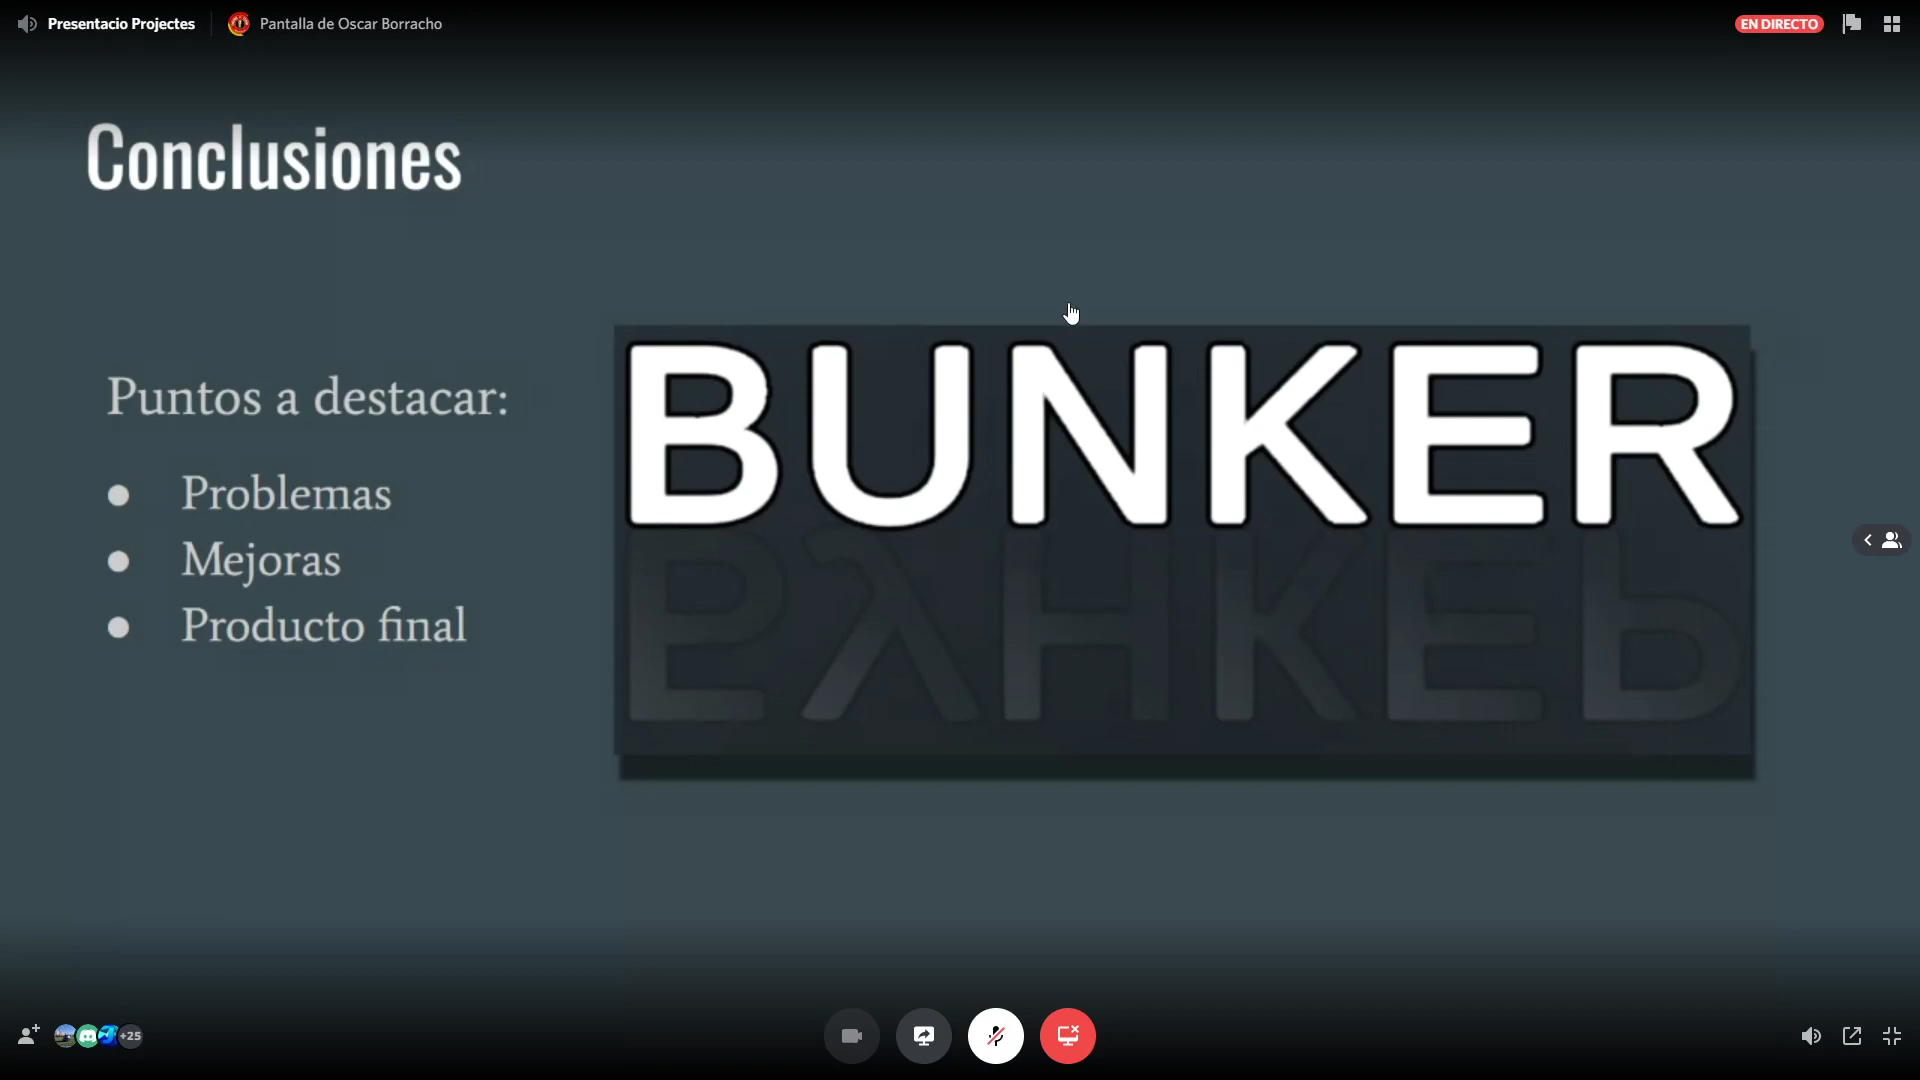 Presentacio Projectes
Pantalla de Oscar Borracho
EN DIRECTO
Conclusiones
Puntos a destacar:
● Problemas
● Mejoras
● Producto final
BUNKER
+25